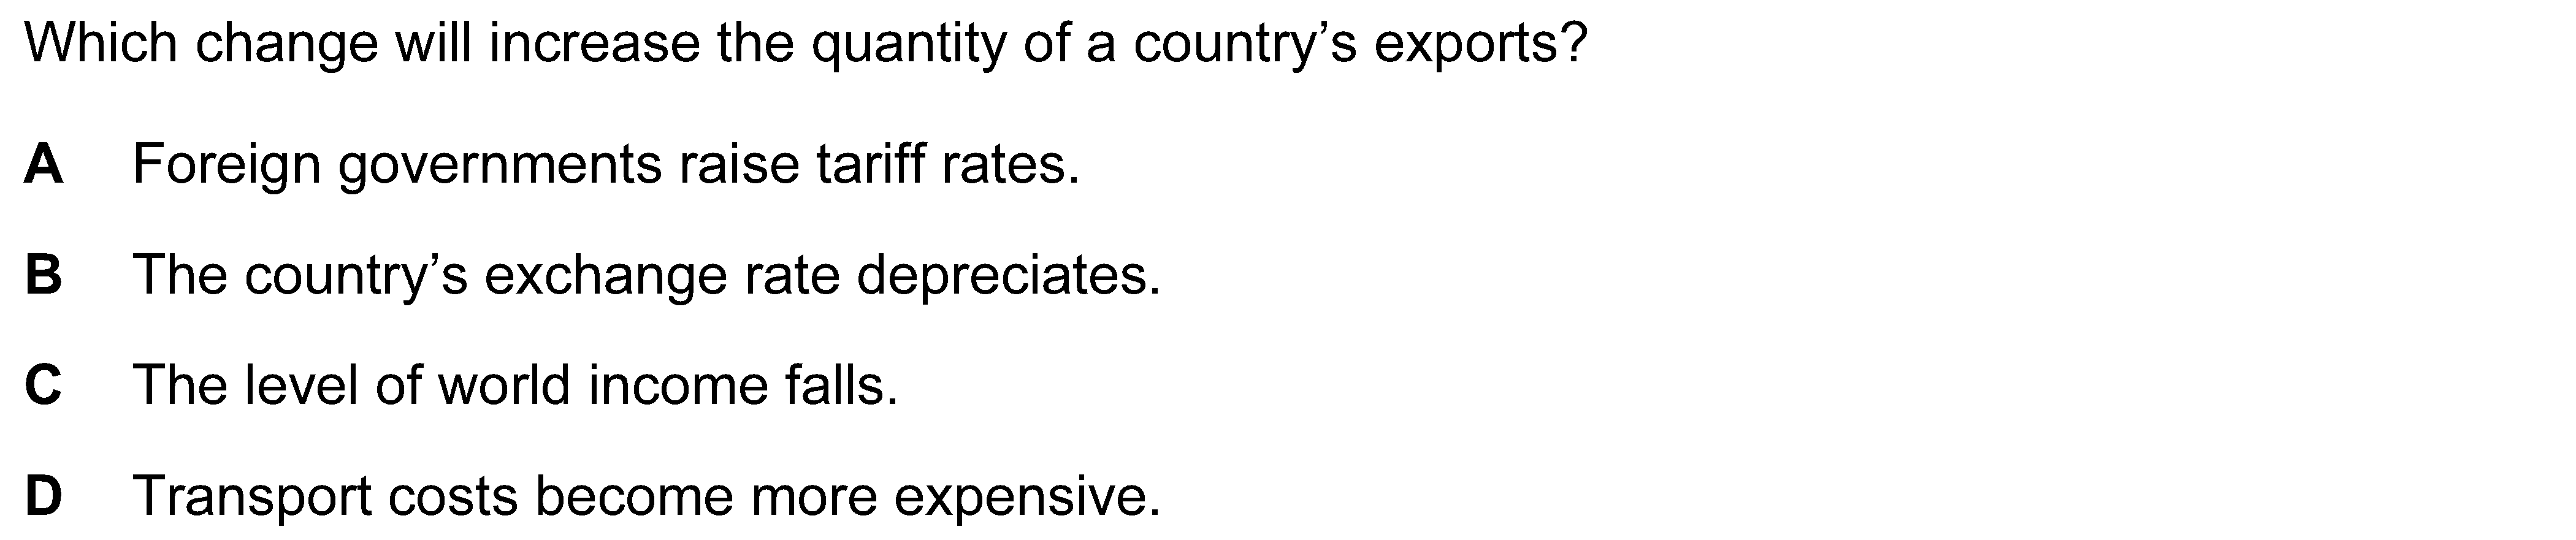 Which change will increase the quantity of a country’s exports?
A Foreign governments raise tariff rates.
B The country’s exchange rate depreciates.
C The level of world income falls.
D Transport costs become more expensive.